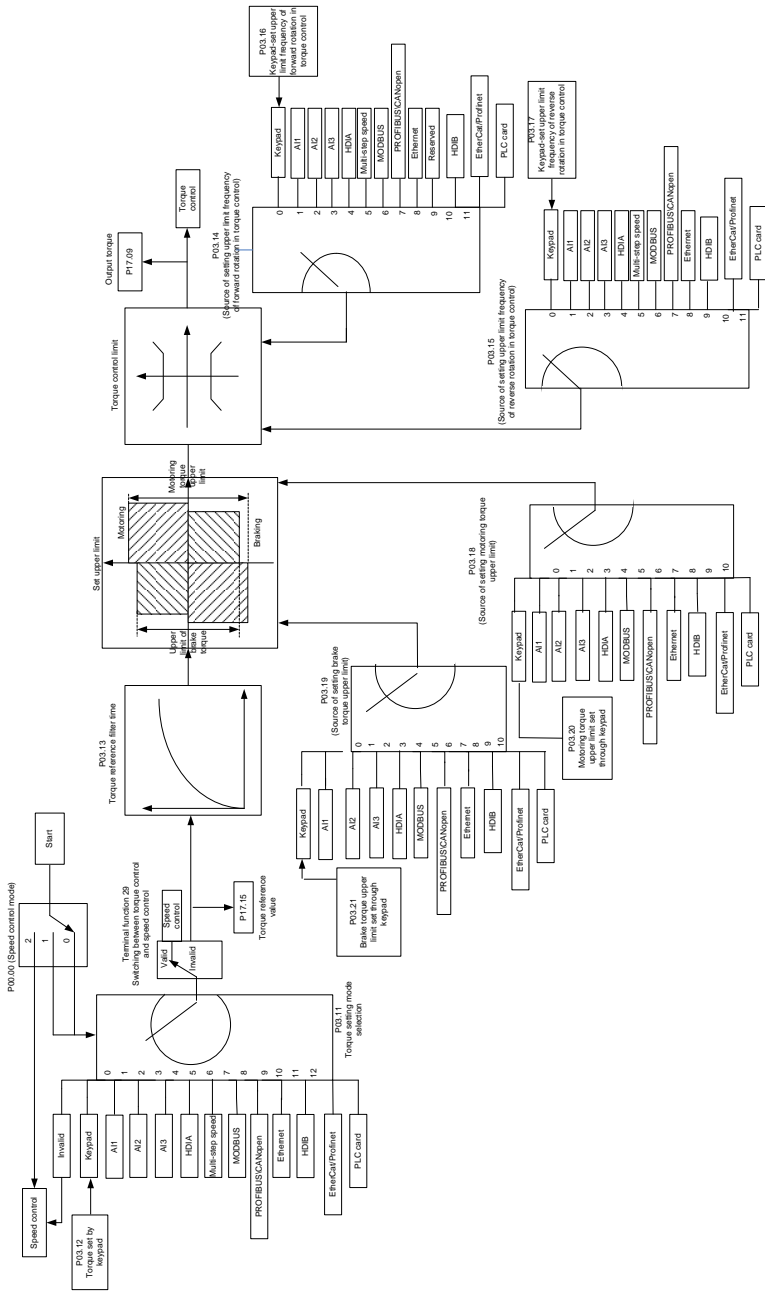 P00.00 (Speed control mode)
2
1
0
Start
Speed control
P03.12
Torque set by
keypad
Invalid
Keypad
AI1
AI2
AI3
HDIA
Multi-step speed
MODBUS
PROFIBUS\CANopen
Ethernet
HDIB
EtherCat/Profinet
PLC card
0
1
2
3
4
5
6
7
8
9
10
11
12
P03.11
Torque setting mode
selection
Terminal function 29
Switching between torque control
and speed control
Valid
Invalid
Speed
control
P17.15
Torque reference
value
P03.13
Torque reference filter time
P03.21
Brake torque upper
limit set through
keypad
Keypad
AI1
AI2
AI3
HDIA
MODBUS
PROFIBUS\CANopen
Ethernet
HDIB
EtherCat/Profinet
PLC card
0
1
2
3
4
5
6
7
8
9
10
P03.19
(Source of setting brake
torque upper limit)
Set upper limit
Motoring
Motoring
torque
upper
limit
Upper
limit of
brake
torque
Braking
P03.20
Motoring torque
upper limit set
through keypad
Keypad
AI1
AI2
AI3
HDIA
MODBUS
PROFIBUS\CANopen
Ethernet
HDIB
EtherCat/Profinet
PLC card
0
1
2
3
4
5
6
7
8
9
10
P03.18
(Source of setting motoring torque
upper limit)
Torque control limit
Output torque
P17.09
Torque
control
P03.14
(Source of setting upper limit frequency
of forward rotation in torque control)
P03.16
Keypad-set upper
limit frequency of
forward rotation in
torque control
Keypad
AI1
AI2
AI3
HDIA
Multi-step speed
MODBUS
PROFIBUS\CANopen
Ethernet
Reserved
HDIB
EtherCat/Profinet
PLC card
0
1
2
3
4
5
6
7
8
9
10
11
P03.15
(Source of setting upper limit frequency
of reverse rotation in torque control)
P03.17
Keypad-set upper limit
frequency of reverse
rotation in torque control
Keypad
AI1
AI2
AI3
HDIA
Multi-step speed
MODBUS
PROFIBUS\CANopen
Ethernet
HDIB
EtherCat/Profinet
PLC card
0
1
2
3
4
5
6
7
8
9
10
11